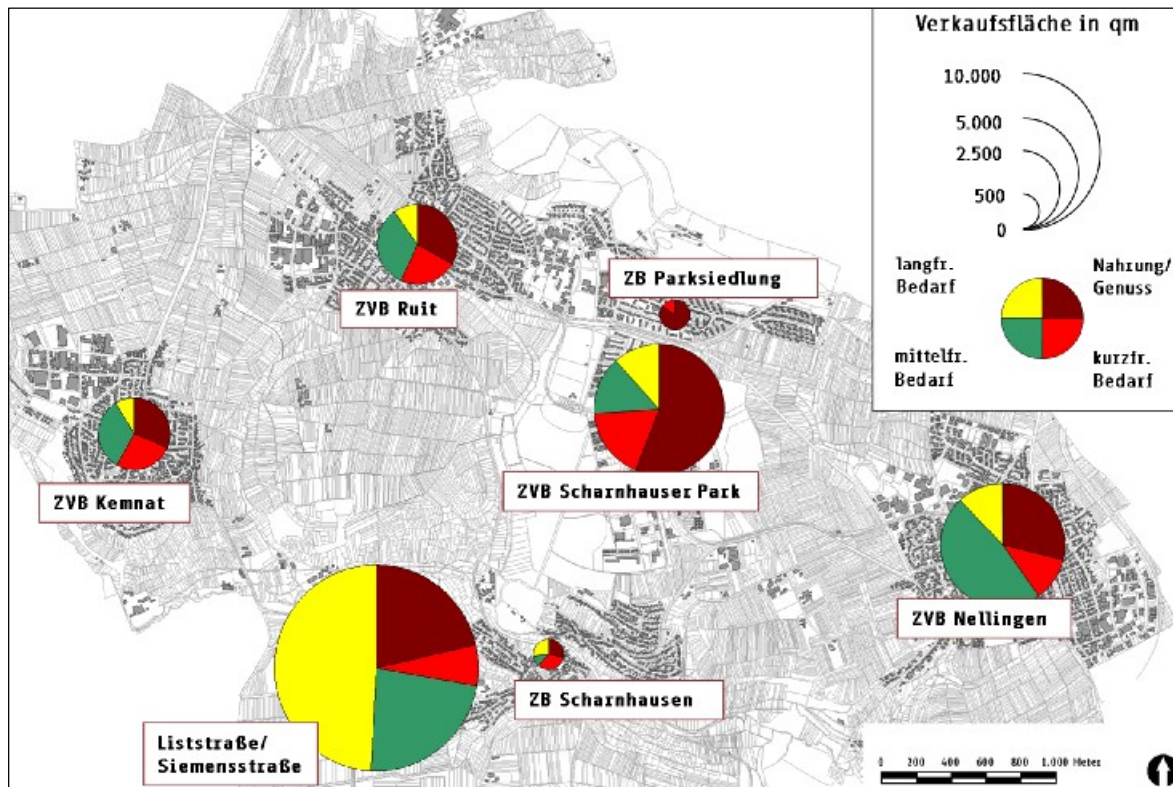 Verkaufsfläche in qm
10.000
5.000
2.500
500
0
langfr.
Bedarf
Nahrung/
Genuss
mittelfr.
Bedarf
kurzfr.
Bedarf
ZVB Ruit
ZB Parksiedlung
ZVB Kemnat
ZVB Scharnhauser Park
ZVB Nellingen
ZB Scharnhausen
Liststraße/
Siemensstraße
0 200 400 600 800 1.000 Meter